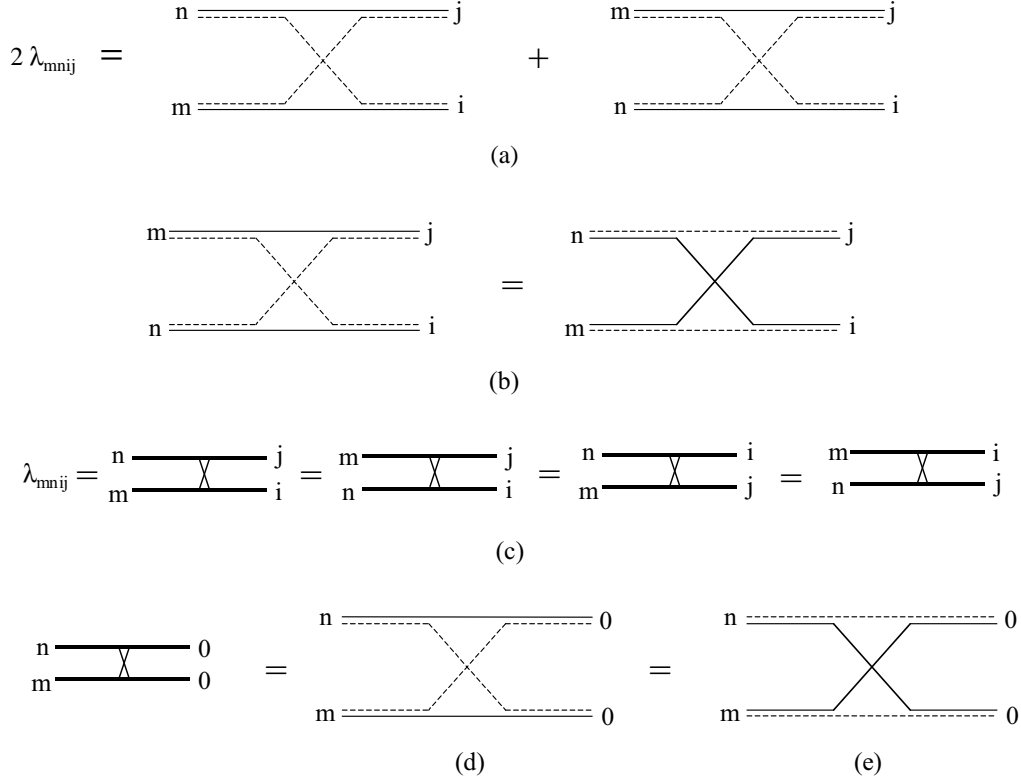 n j m j
2 λmnij = +
m i n i
(a)
m j n j
=
n i m i
(b)
n j m j n i m i
λmnij = = = =
m i n i m j n j
(c)
n 0 n 0 n 0
= =
m 0 m 0 m 0
(d) (e)